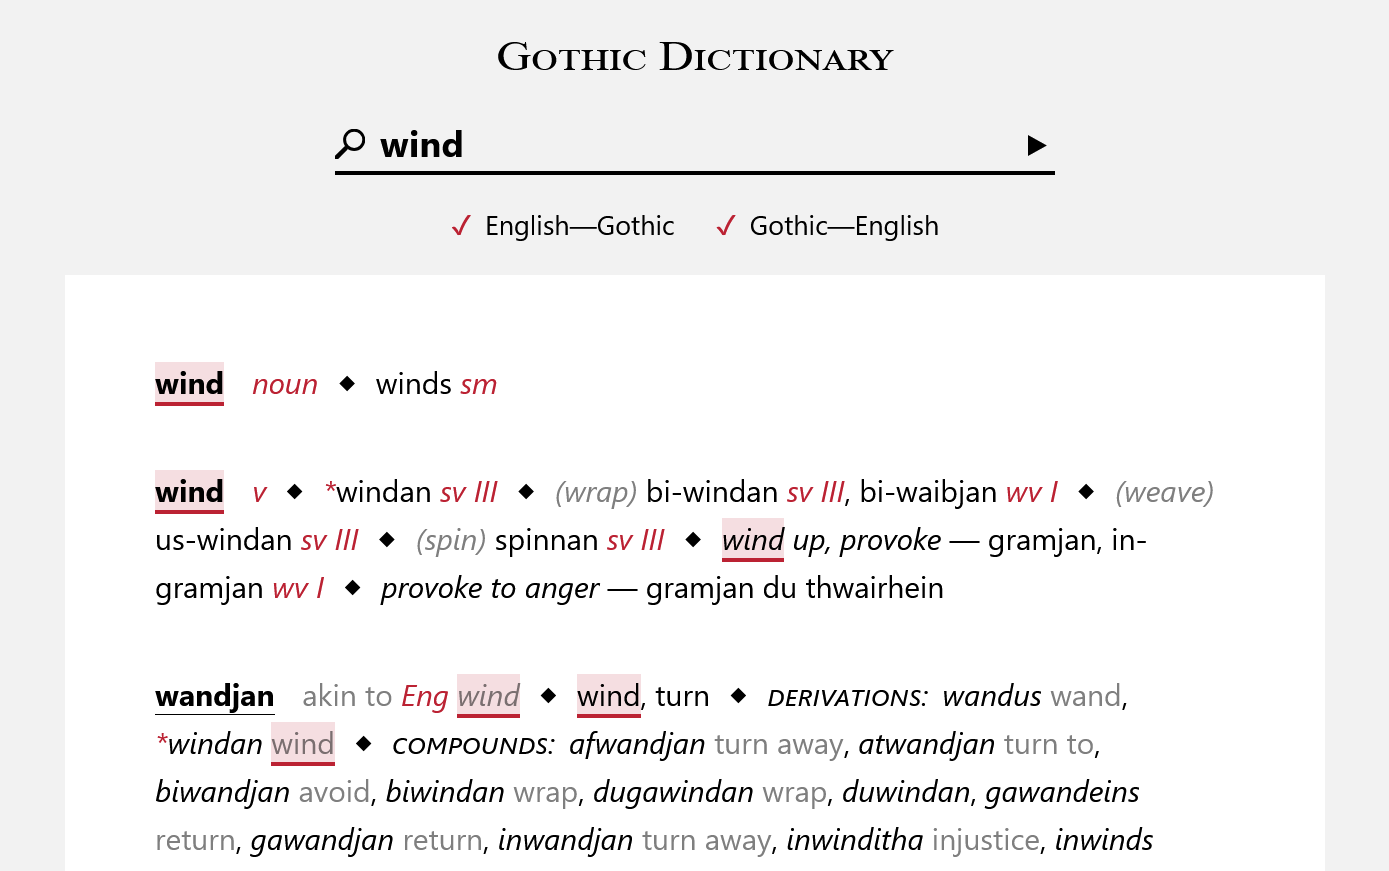 Gothic Dictionary
wind
✓ English—Gothic ✓ Gothic—English
wind noun ◆ winds sm
wind v ◆ *windan sv III ◆ (wrap) bi-windan sv III, bi-waibjan wv I ◆ (weave)
us-windan sv III ◆ (spin) spinnan sv III ◆ wind up, provoke — gramjan, in-
gramjan wv I ◆ provoke to anger — gramjan du thwairhein
wandjan akin to Eng wind ◆ wind, turn ◆ DERIVATIONS: wandus wand,
*windan wind ◆ COMPOUNDS: afwandjan turn away, atwandjan turn to,
biwandjan avoid, biwindan wrap, dugawindan wrap, duwindan, gawandeins
return, gawandjan return, inwandjan turn away, inwinditha injustice, inwinds